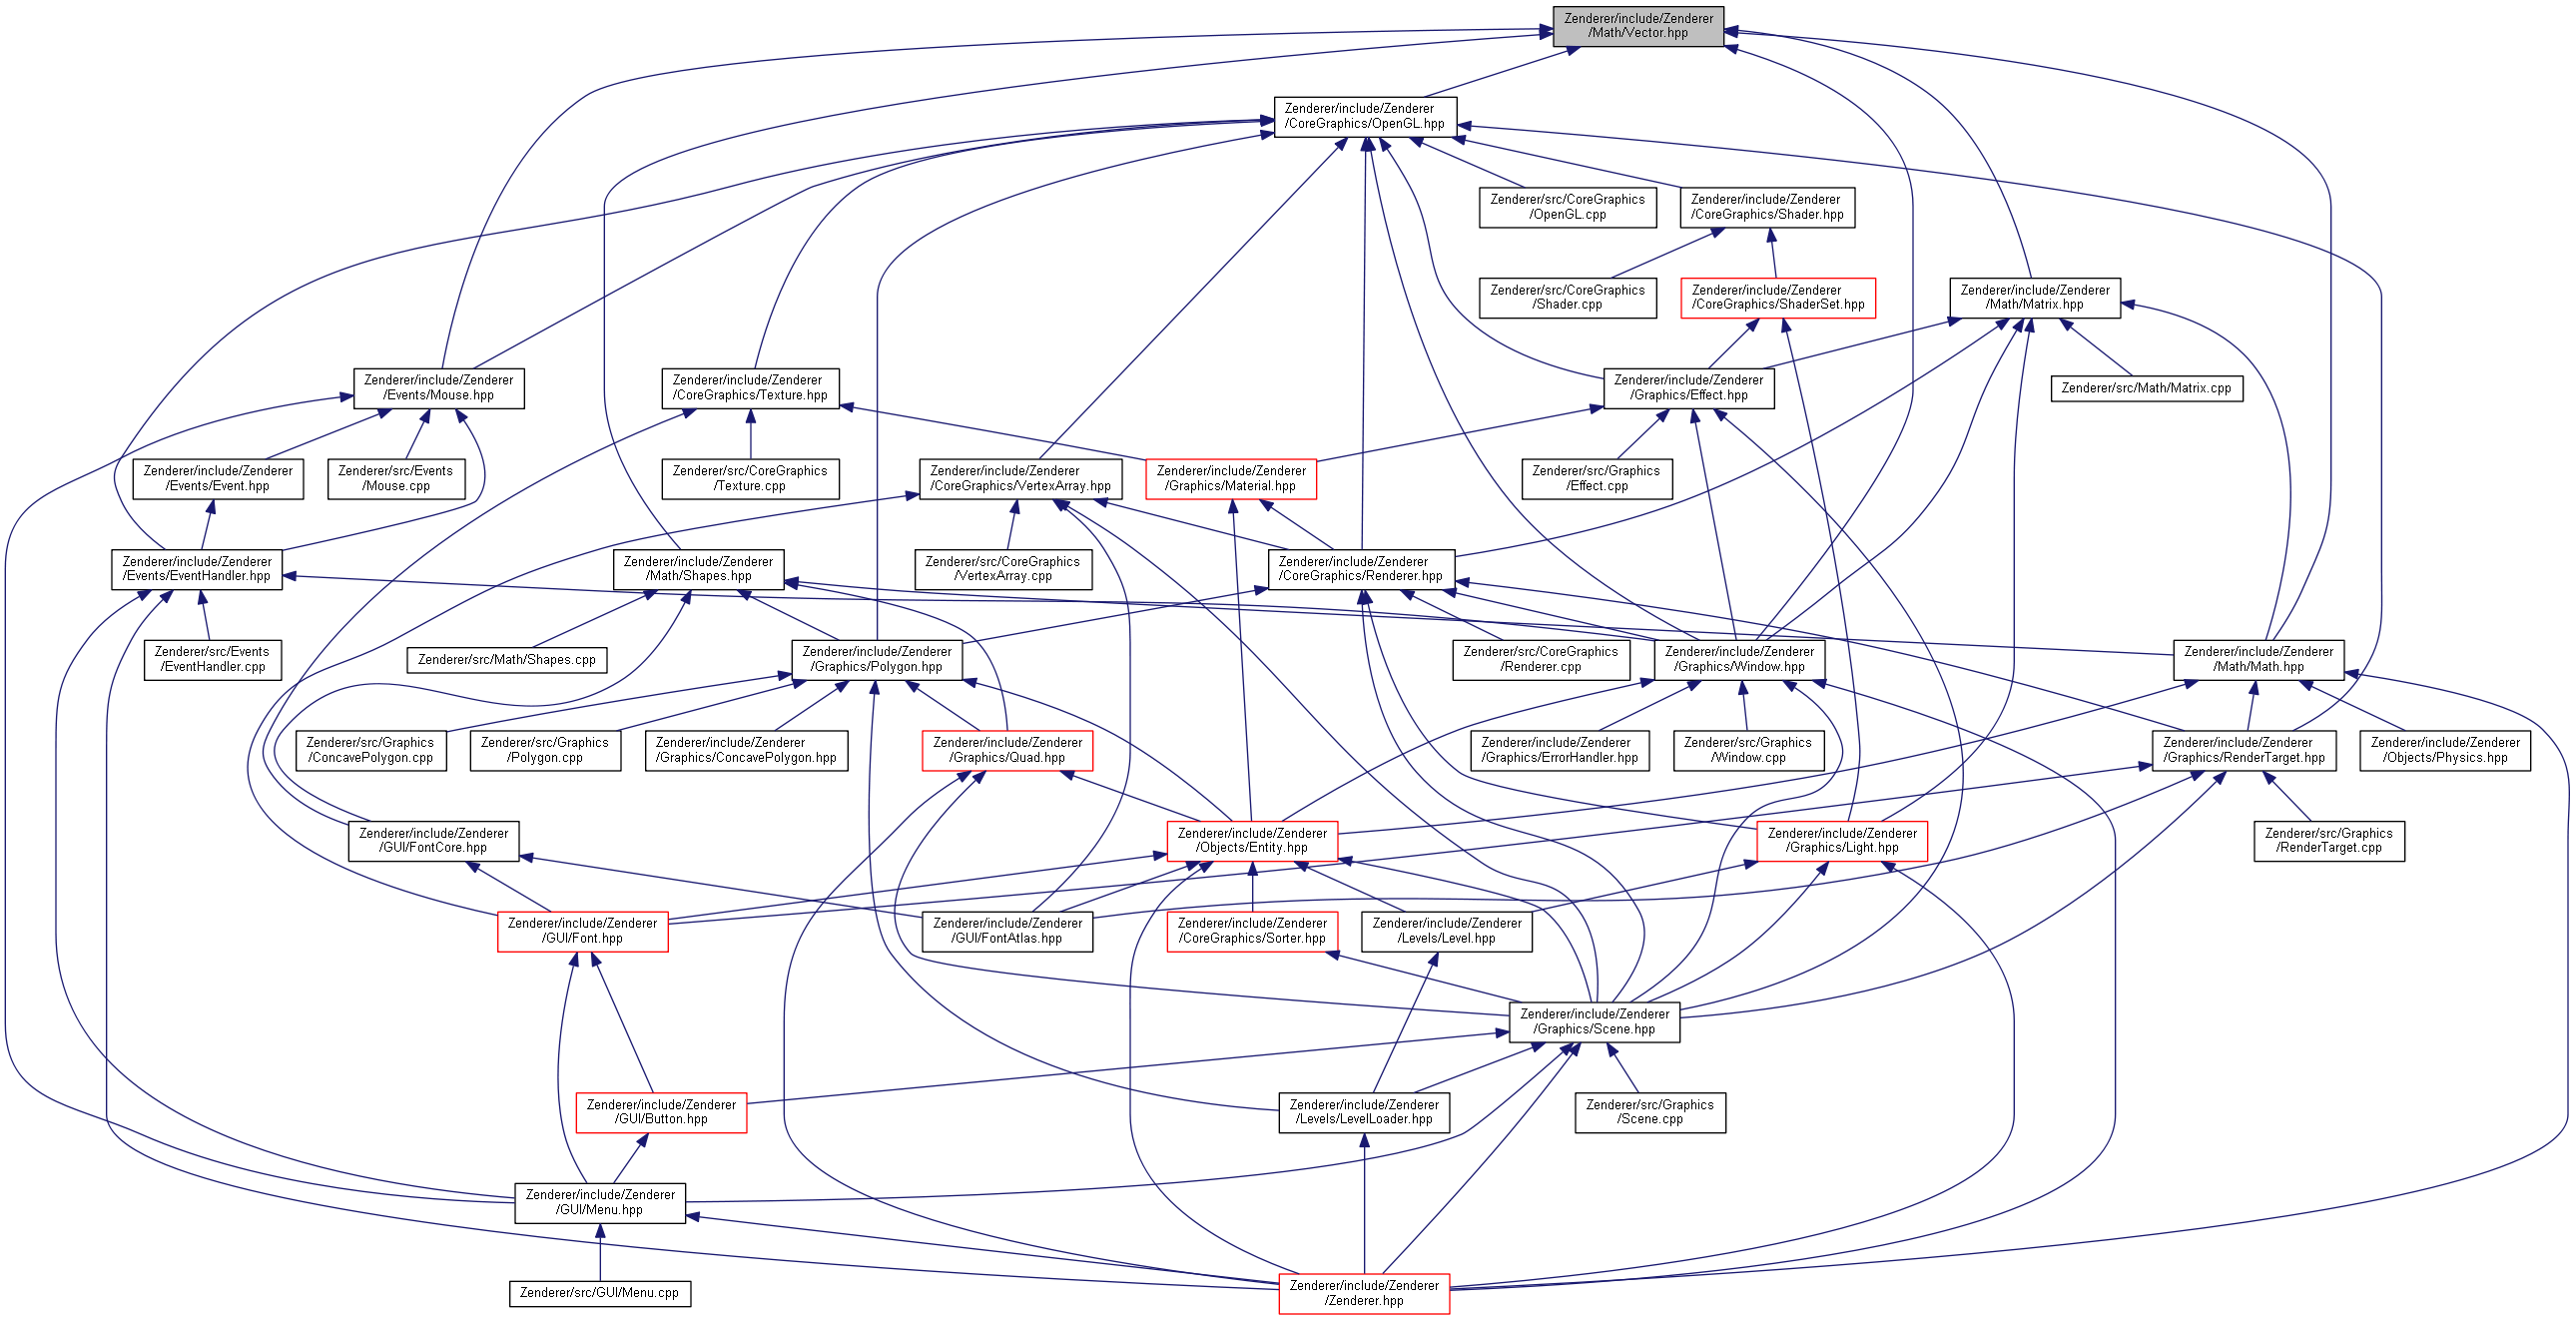 Zenderer/include/Zenderer
/Math/Vector.hpp
Zenderer/include/Zenderer
/CoreGraphics/OpenGL.hpp
Zenderer/src/CoreGraphics
/OpenGL.cpp
Zenderer/include/Zenderer
/CoreGraphics/Shader.hpp
Zenderer/src/CoreGraphics
/Shader.cpp
Zenderer/include/Zenderer
/CoreGraphics/ShaderSet.hpp
Zenderer/include/Zenderer
/Math/Matrix.hpp
Zenderer/include/Zenderer
/Events/Mouse.hpp
Zenderer/include/Zenderer
/CoreGraphics/Texture.hpp
Zenderer/include/Zenderer
/Graphics/Effect.hpp
Zenderer/src/Math/Matrix.cpp
Zenderer/include/Zenderer
/Events/Event.hpp
Zenderer/src/Events
/Mouse.cpp
Zenderer/src/CoreGraphics
/Texture.cpp
Zenderer/include/Zenderer
/CoreGraphics/VertexArray.hpp
Zenderer/include/Zenderer
/Graphics/Material.hpp
Zenderer/src/Graphics
/Effect.cpp
Zenderer/include/Zenderer
/Events/EventHandler.hpp
Zenderer/include/Zenderer
/Math/Shapes.hpp
Zenderer/src/CoreGraphics
/VertexArray.cpp
Zenderer/include/Zenderer
/CoreGraphics/Renderer.hpp
Zenderer/src/Events
/EventHandler.cpp
Zenderer/src/Math/Shapes.cpp
Zenderer/include/Zenderer
/Graphics/Polygon.hpp
Zenderer/src/CoreGraphics
/Renderer.cpp
Zenderer/include/Zenderer
/Graphics/Window.hpp
Zenderer/include/Zenderer
/Math/Math.hpp
Zenderer/src/Graphics
/ConcavePolygon.cpp
Zenderer/src/Graphics
/Polygon.cpp
Zenderer/include/Zenderer
/Graphics/ConcavePolygon.hpp
Zenderer/include/Zenderer
/Graphics/Quad.hpp
Zenderer/include/Zenderer
/Graphics/ErrorHandler.hpp
Zenderer/src/Graphics
/Window.cpp
Zenderer/include/Zenderer
/Graphics/RenderTarget.hpp
Zenderer/include/Zenderer
/Objects/Physics.hpp
Zenderer/include/Zenderer
/GUI/FontCore.hpp
Zenderer/include/Zenderer
/Objects/Entity.hpp
Zenderer/include/Zenderer
/Graphics/Light.hpp
Zenderer/src/Graphics
/RenderTarget.cpp
Zenderer/include/Zenderer
/GUI/Font.hpp
Zenderer/include/Zenderer
/GUI/FontAtlas.hpp
Zenderer/include/Zenderer
/CoreGraphics/Sorter.hpp
Zenderer/include/Zenderer
/Levels/Level.hpp
Zenderer/include/Zenderer
/Graphics/Scene.hpp
Zenderer/include/Zenderer
/GUI/Button.hpp
Zenderer/include/Zenderer
/Levels/LevelLoader.hpp
Zenderer/src/Graphics
/Scene.cpp
Zenderer/include/Zenderer
/GUI/Menu.hpp
Zenderer/src/GUI/Menu.cpp
Zenderer/include/Zenderer
/Zenderer.hpp